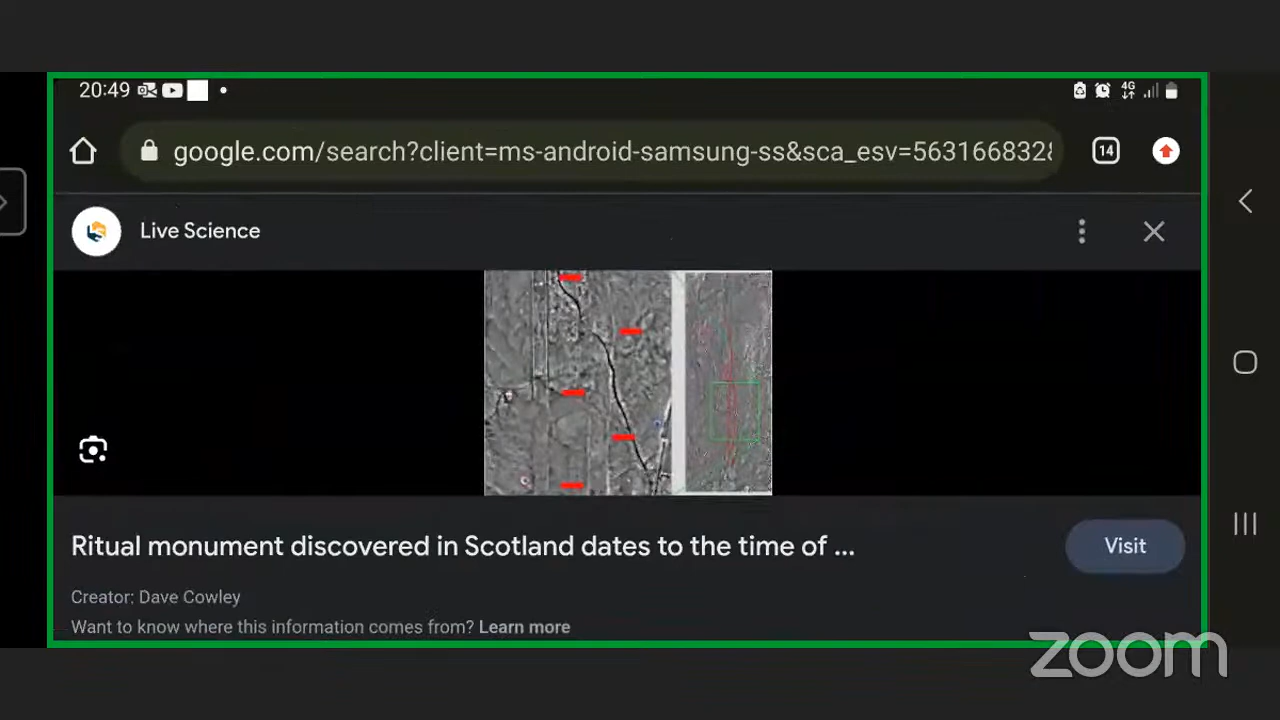 20:49
4G
google.com/search?client=ms-android-samsung-ss&sca_esv=563166832
14
Live Science
Ritual monument discovered in Scotland dates to the time of ...
Visit
Creator: Dave Cowley
Want to know where this information comes from? Learn more
zoom